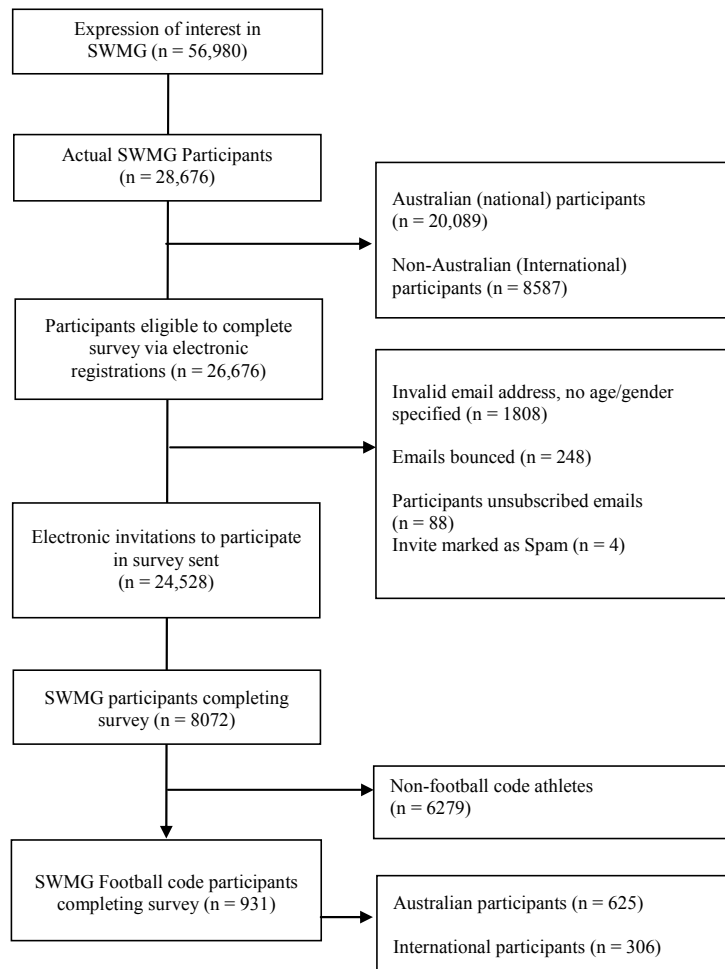 Expression of interest in
SWMG (n = 56,980)
Actual SWMG Participants
(n = 28,676)
Australian (national) participants
(n = 20,089)
Non-Australian (International)
participants (n = 8587)
Participants eligible to complete
survey via electronic
registrations (n = 26,676)
Invalid email address, no age/gender
specified (n = 1808)
Emails bounced (n = 248)
Participants unsubscribed emails
(n = 88)
Invite marked as Spam (n = 4)
Electronic invitations to participate
in survey sent
(n = 24,528)
SWMG participants completing
survey (n = 8072)
Non-football code athletes
(n = 6279)
SWMG Football code participants
completing survey (n = 931)
Australian participants (n = 625)
International participants (n = 306)